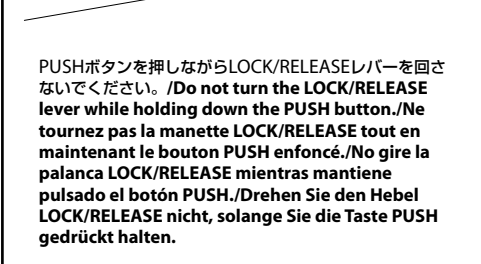 PUSHボタンを押しながらLOCK/RELEASEレバーを回さ
ないでください。/Do not turn the LOCK/RELEASE
lever while holding down the PUSH button./Ne
tournez pas la manette LOCK/RELEASE tout en
maintenant le bouton PUSH enfoncé./No gire la
palanca LOCK/RELEASE mientras mantiene
pulsado el botón PUSH./Drehen Sie den Hebel
LOCK/RELEASE nicht, solange Sie die Taste PUSH
gedrückt halten.